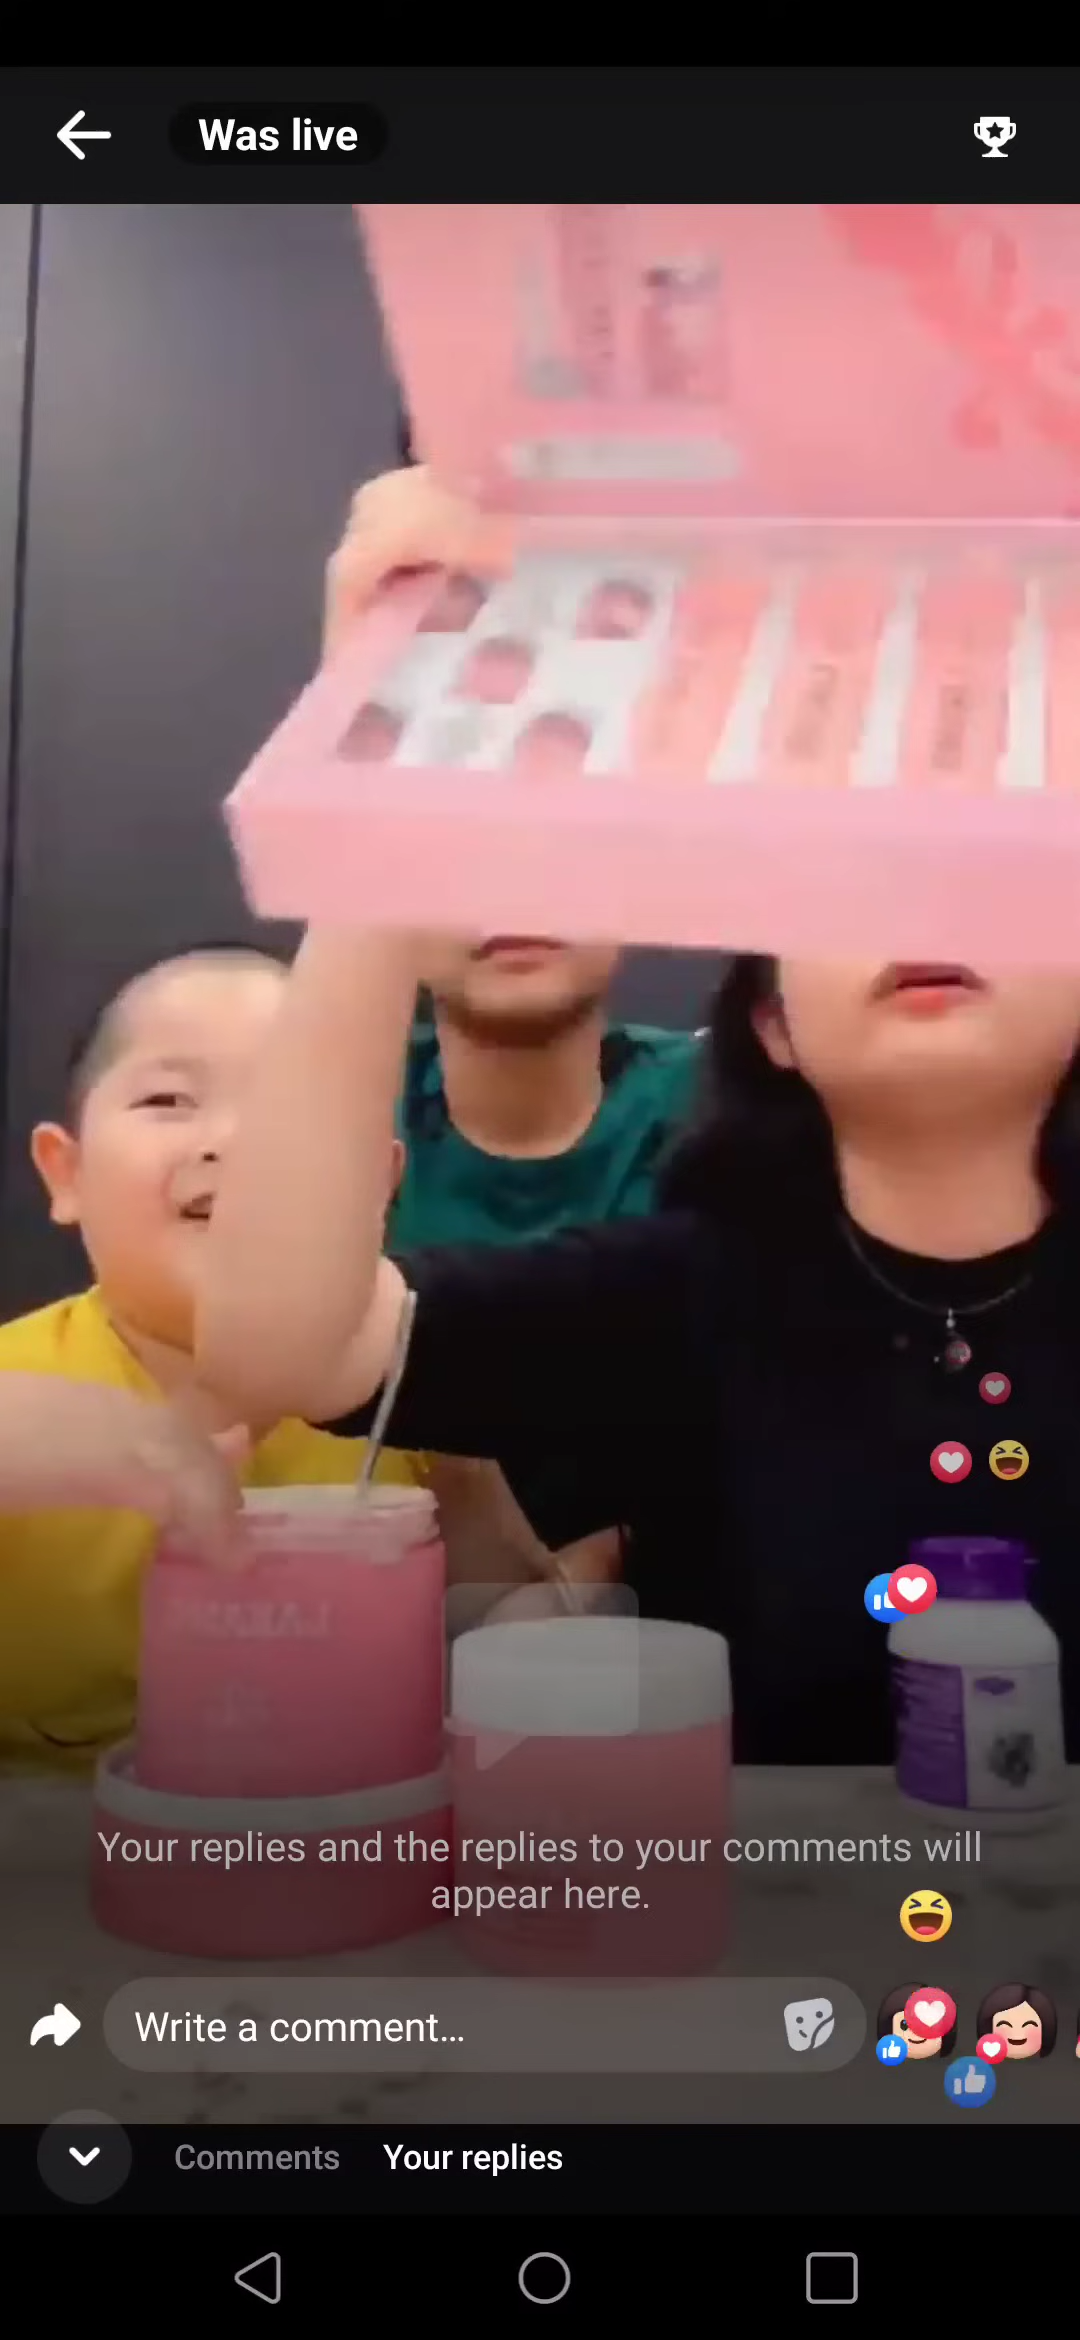 Was live
Your replies and the replies to your comments will
appear here.
Write a comment...
Comments
Your replies